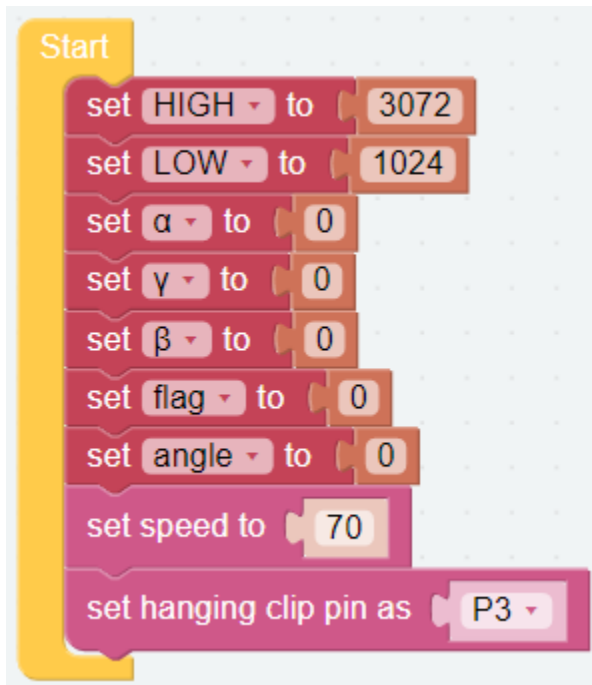 Start
set HIGH to 3072
set LOW to 1024
set α to 0
set γ to 0
set β to 0
set flag to 0
set angle to 0
set speed to 70
set hanging clip pin as P3